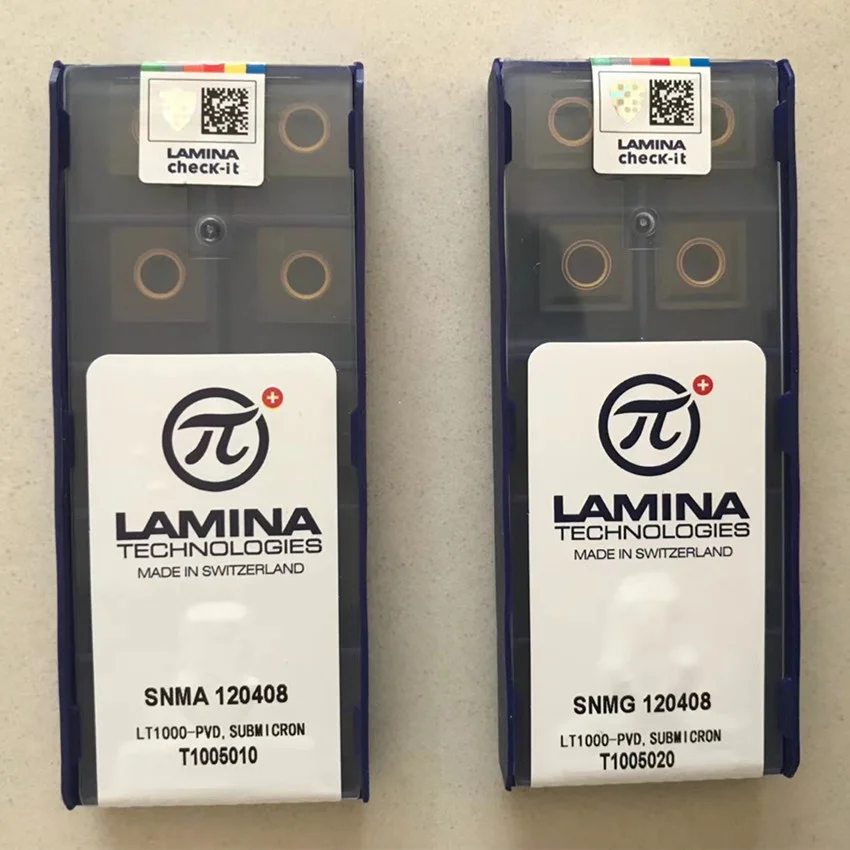 LAMINA
checK-it
π
LAMINA
TECHNOLOGIES
MADE IN SWITZERLAND
SNMA 120408
LT1000-PVD, SUBMICRON
T1005010
LAMINA
checK-it
π
LAMINA
TECHNOLOGIES
MADE IN SWITZERLAND
SNMG 120408
LT1000-PVD, SUBMICRON
T1005020